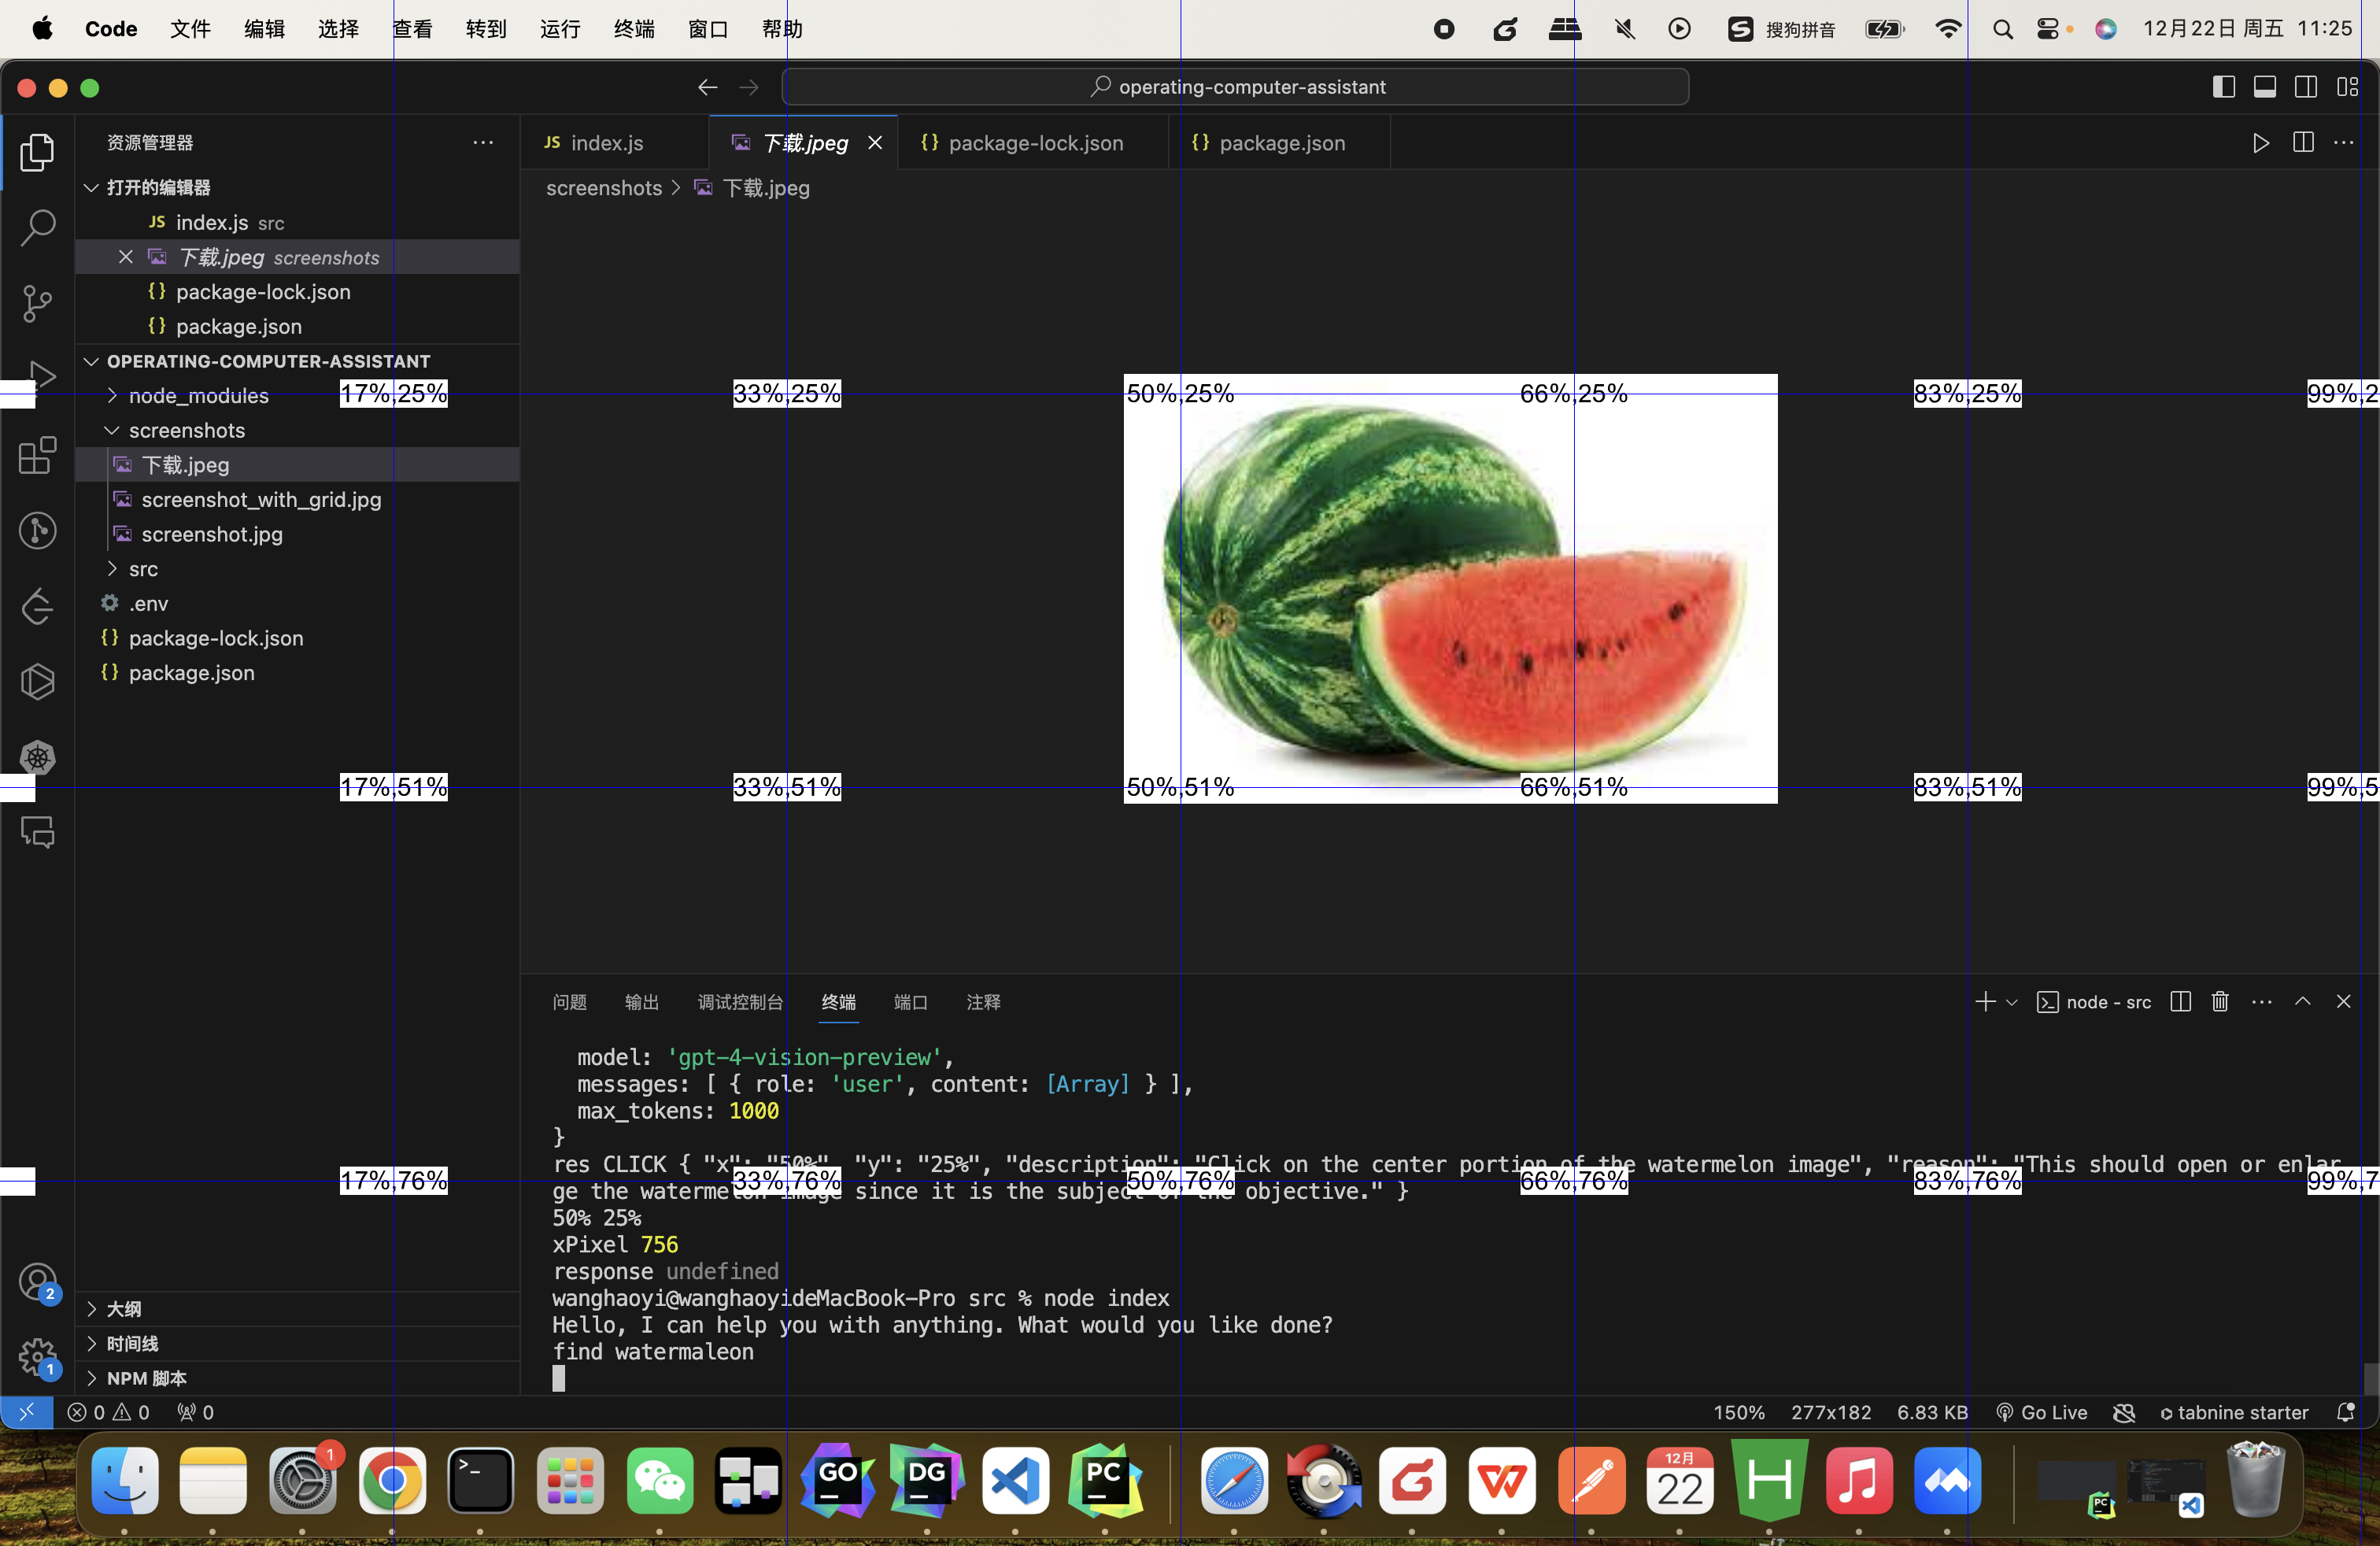 Code 文件 编辑 选择 查看 转到 运行 终端 窗口 帮助 搜狗拼音 12月22日 周五 11:25
operating-computer-assistant
资源管理器
打开的编辑器
JS index.js src
下载.jpeg screenshots
{} package-lock.json
{} package.json
OPERATING-COMPUTER-ASSISTANT
node_modules
screenshots
下载.jpeg
screenshot_with_grid.jpg
screenshot.jpg
src
.env
{} package-lock.json
{} package.json
大纲
时间线
NPM 脚本
2
1
JS index.js 下载.jpeg {} package-lock.json {} package.json
screenshots > 下载.jpeg
17%,25% 33%,25% 50%,25% 66%,25% 83%,25% 99%,2
17%,51% 33%,51% 50%,51% 66%,51% 83%,51% 99%,5
问题 输出 调试控制台 终端 端口 注释 node - src
model: 'gpt-4-vision-preview',
messages: [ { role: 'user', content: [Array] } ],
max_tokens: 1000
}
res CLICK { "x": "50%", "y": "25%", "description": "Click on the center portion of the watermelon image", "reason": "This should open or enlar
17%,76% 33%,76% 50%,76% 66%,76% 83%,76% 99%,7
ge the watermelon image since it is the subject of the objective." }
50% 25%
xPixel 756
response undefined
wanghaoyi@wanghaoyideMacBook-Pro src % node index
Hello, I can help you with anything. What would you like done?
find watermaleon
0 0 0 150% 277x182 6.83 KB Go Live tabnine starter
1 >_ GO DG PC 12月 22 PC